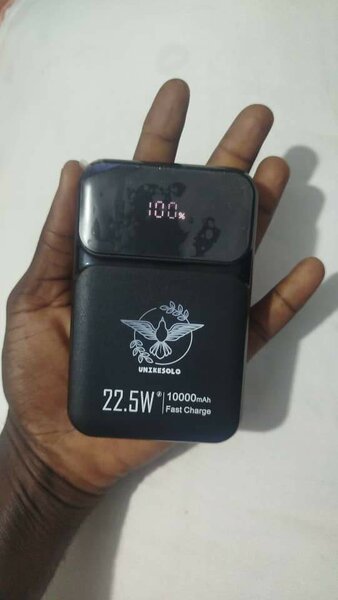 100%
UNIKESOLO
22.5W
10000mAh
Fast Charge